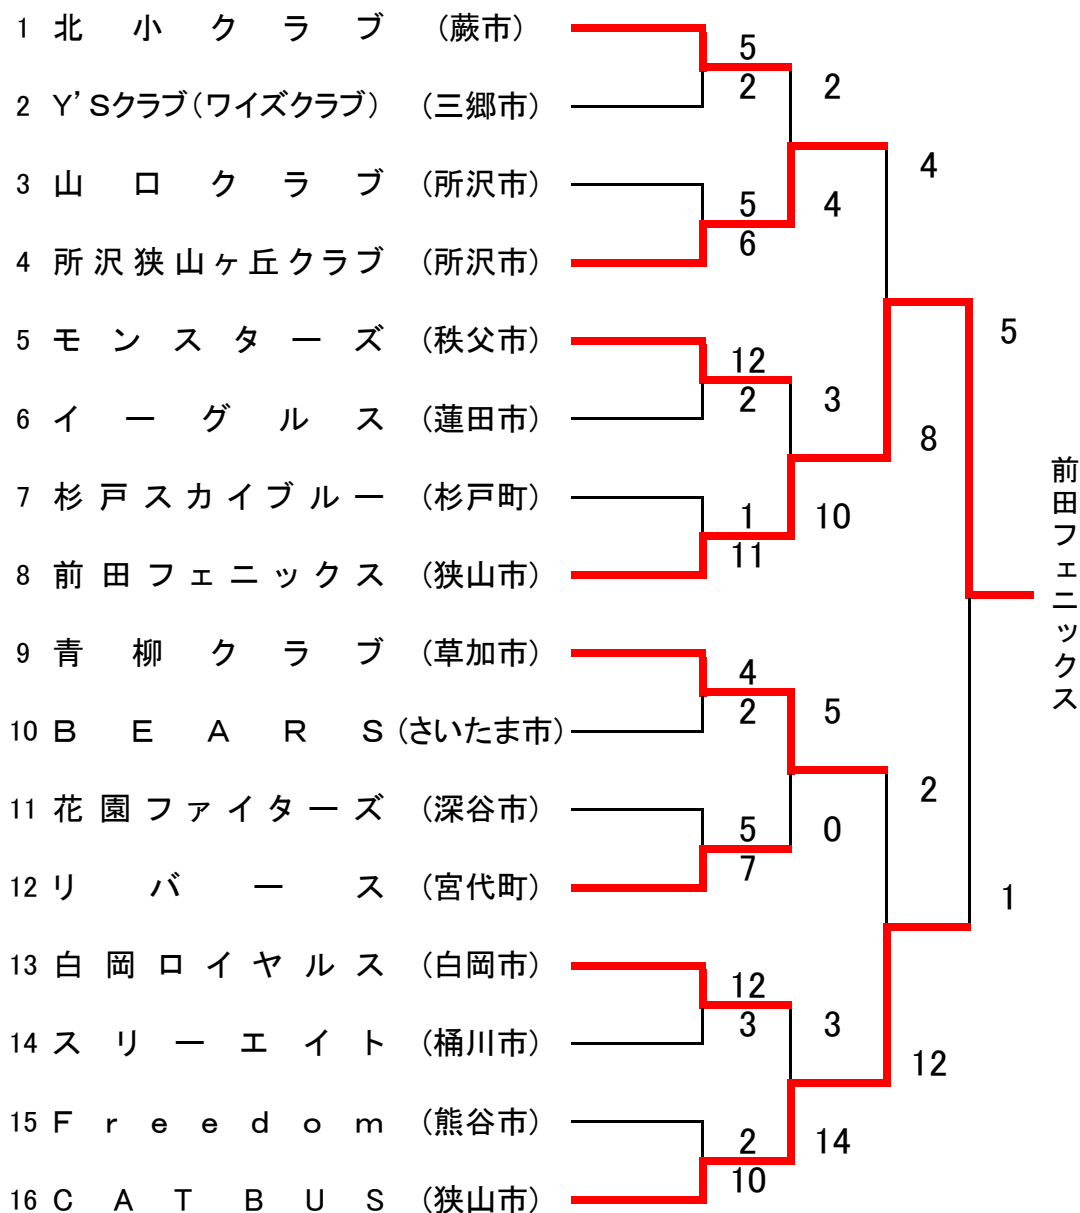 1 北小クラブ (蕨市)
2 Y'Sクラブ(ワイズクラブ) (三郷市)
3 山口クラブ (所沢市)
4 所沢狭山ヶ丘クラブ (所沢市)
5 モンスターズ (秩父市)
6 イーグルス (蓮田市)
7 杉戸スカイブルー (杉戸町)
8 前田フェニックス (狭山市)
9 青柳クラブ (草加市)
10 BEARS (さいたま市)
11 花園ファイターズ (深谷市)
12 リバース (宮代町)
13 白岡ロイヤルス (白岡市)
14 スリーエイト (桶川市)
15 Freedom (熊谷市)
16 CATBUS (狭山市)
5
2
5
6
12
2
1
11
4
2
5
7
12
3
2
10
2
4
3
10
5
0
3
14
4
8
2
12
5
1
前田フェニックス